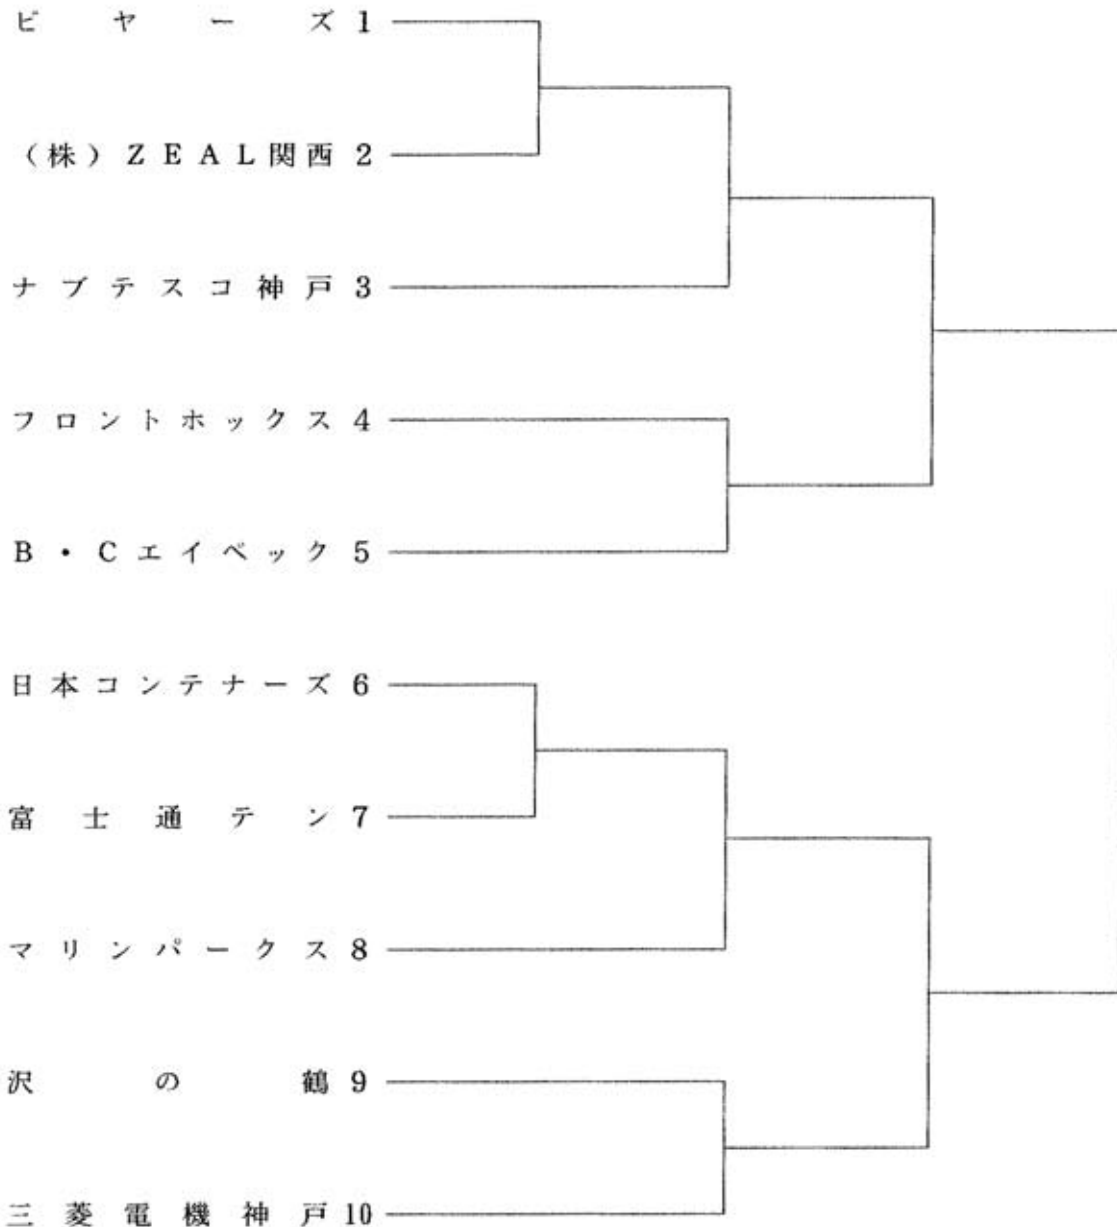 ビヤーズ 1
（株）ZEAL関西 2
ナブテスコ神戸 3
フロントホックス 4
B・Cエイベック 5
日本コンテナーズ 6
富士通テン 7
マリンパークス 8
沢の鶴 9
三菱電機神戸 10